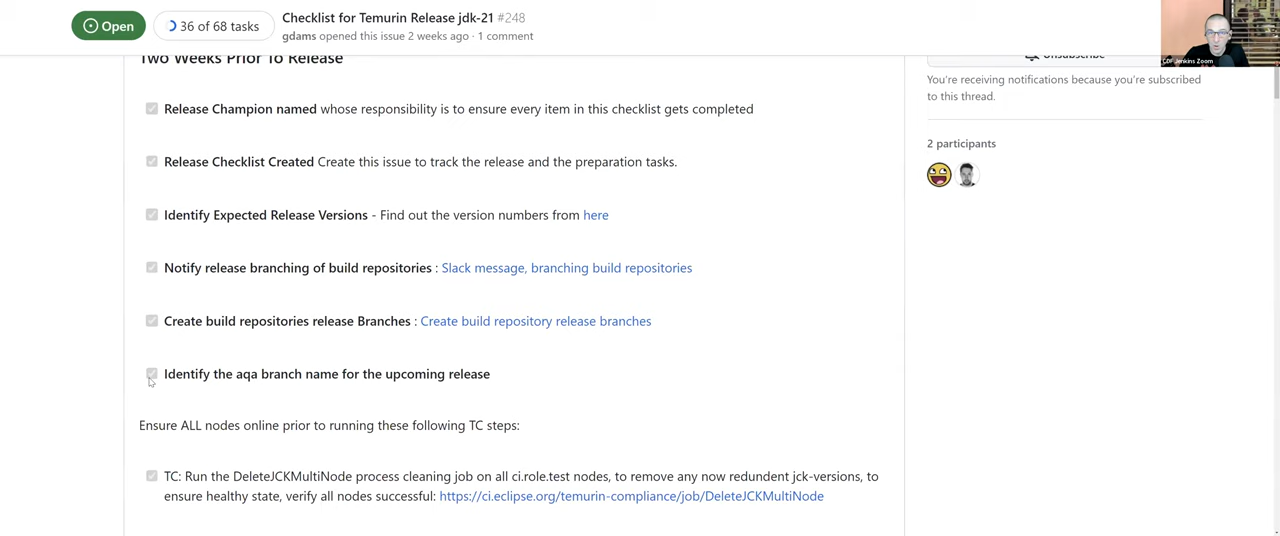 Open
36 of 68 tasks
Checklist for Temurin Release jdk-21 #248
gdams opened this issue 2 weeks ago · 1 comment
CDF Jenkins Zoom
Two Weeks Prior To Release
Unsubscribe
You're receiving notifications because you're subscribed
to this thread.
Release Champion named whose responsibility is to ensure every item in this checklist gets completed
2 participants
Release Checklist Created Create this issue to track the release and the preparation tasks.
Identify Expected Release Versions - Find out the version numbers from here
Notify release branching of build repositories : Slack message, branching build repositories
Create build repositories release Branches : Create build repository release branches
Identify the aqa branch name for the upcoming release
Ensure ALL nodes online prior to running these following TC steps:
TC: Run the DeleteJCKMultiNode process cleaning job on all ci.role.test nodes, to remove any now redundent jck-versions, to
ensure healthy state, verify all nodes successful: https://ci.eclipse.org/temurin-compliance/job/DeleteJCKMultiNode